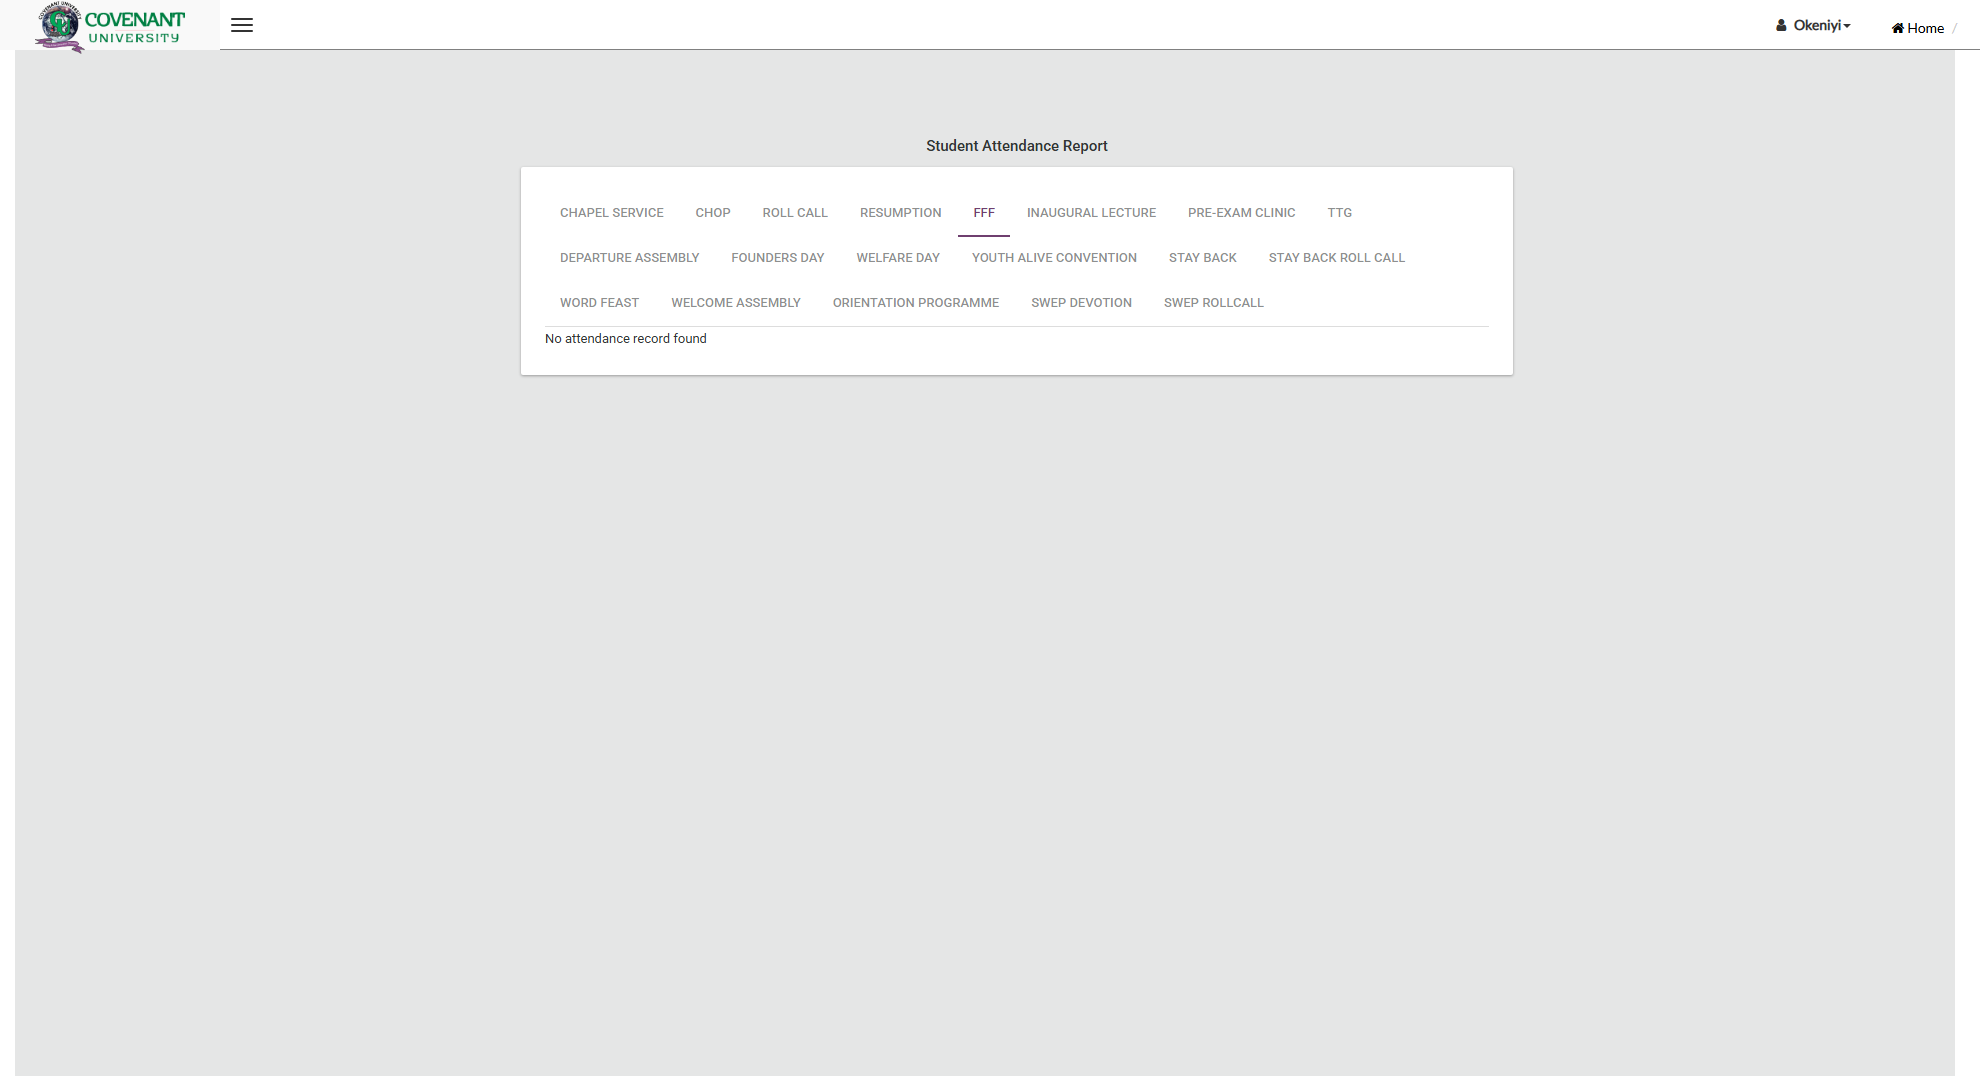 COVENANT
UNIVERSITY
Okeniyi
Home /
Student Attendance Report
CHAPEL SERVICE CHOP ROLL CALL RESUMPTION FFF INAUGURAL LECTURE PRE-EXAM CLINIC TTG
DEPARTURE ASSEMBLY FOUNDERS DAY WELFARE DAY YOUTH ALIVE CONVENTION STAY BACK STAY BACK ROLL CALL
WORD FEAST WELCOME ASSEMBLY ORIENTATION PROGRAMME SWEP DEVOTION SWEP ROLLCALL
No attendance record found